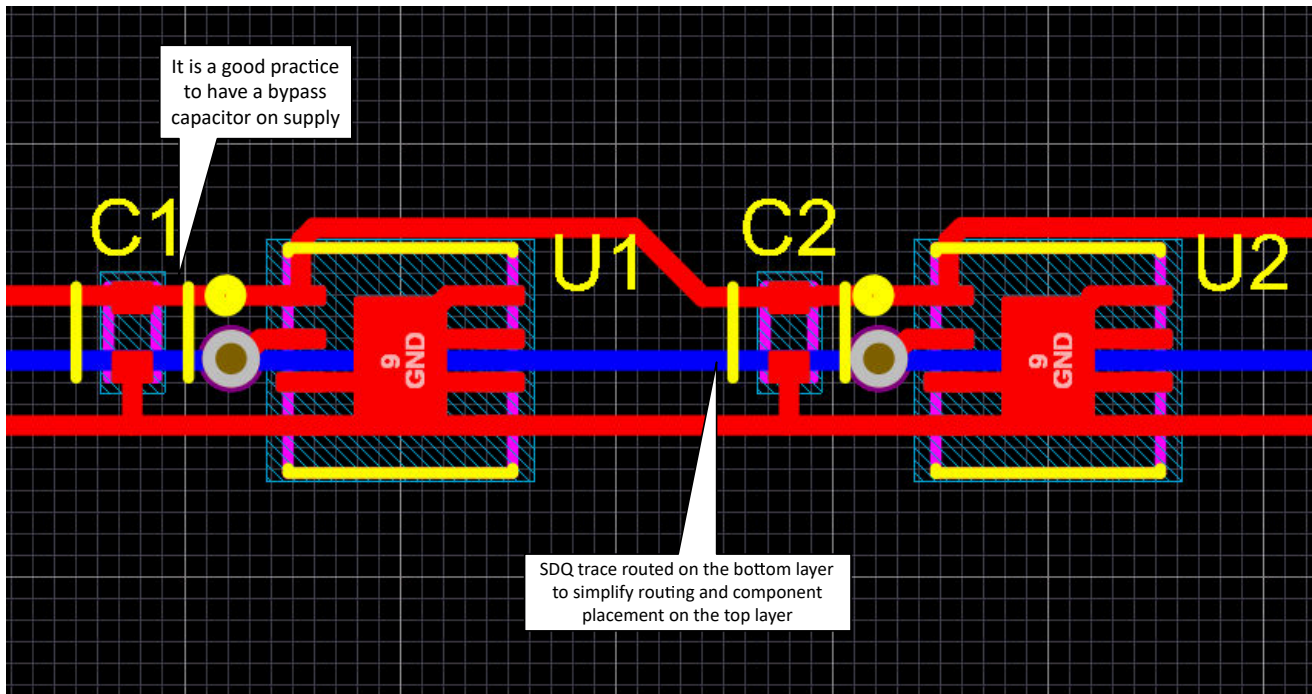 It is a good practice
to have a bypass
capacitor on supply
C1
U1
C2
U2
9
GND
9
GND
SDQ trace routed on the bottom layer
to simplify routing and component
placement on the top layer